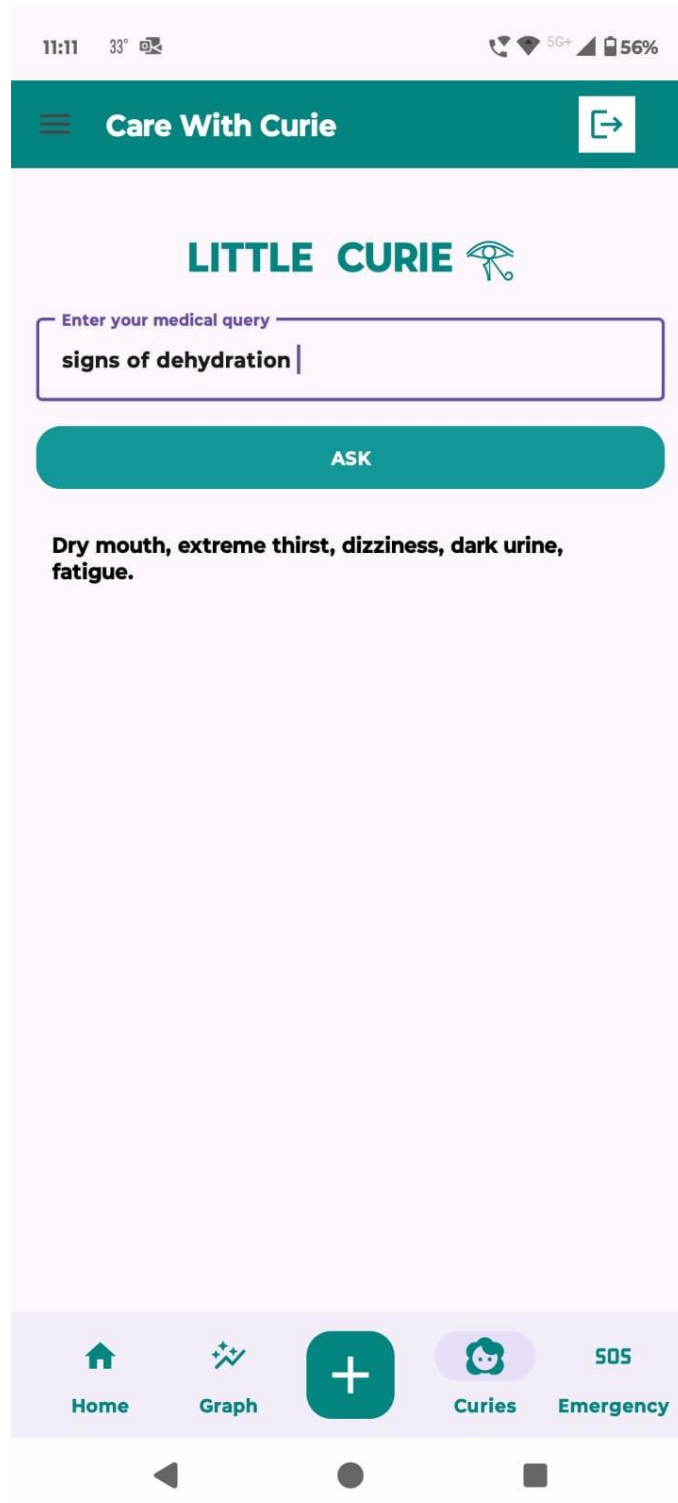 11:11 33° 5G+ 56%
Care With Curie
LITTLE CURIE
Enter your medical query
signs of dehydration
ASK
Dry mouth, extreme thirst, dizziness, dark urine,
fatigue.
SOS
Home Graph Curies Emergency